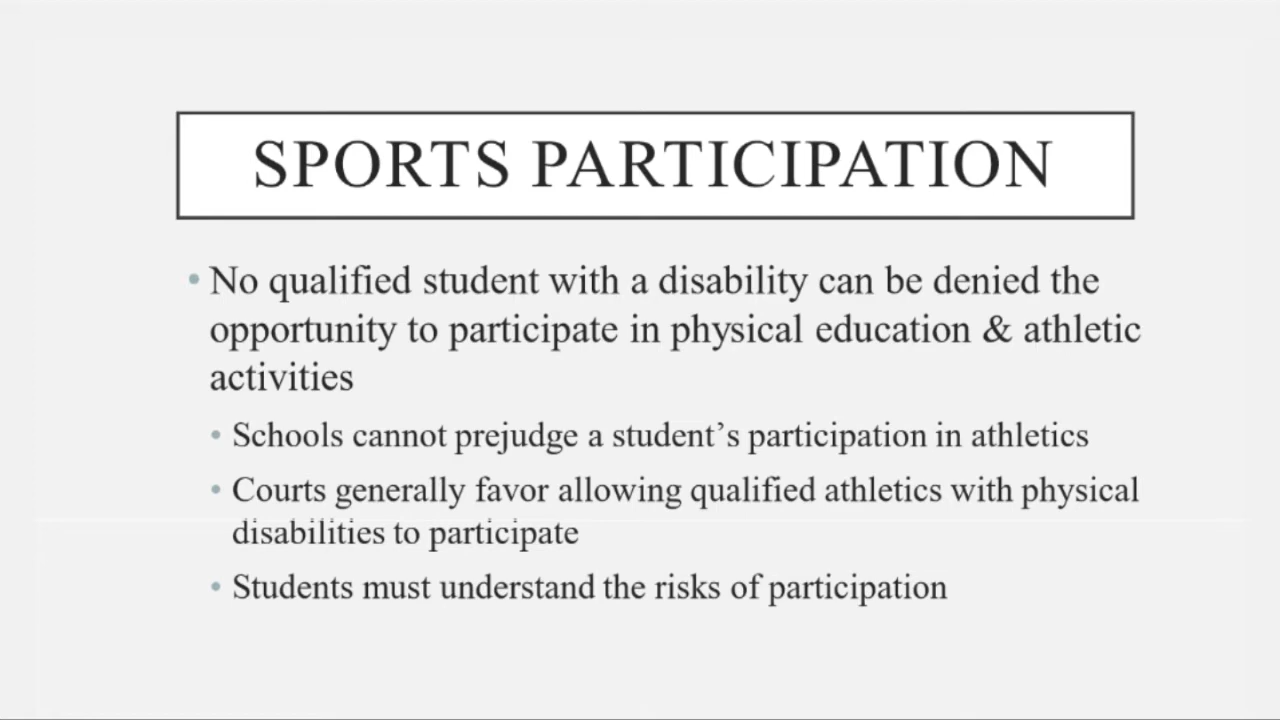 SPORTS PARTICIPATION
• No qualified student with a disability can be denied the
opportunity to participate in physical education & athletic
activities
• Schools cannot prejudge a student’s participation in athletics
• Courts generally favor allowing qualified athletics with physical
disabilities to participate
• Students must understand the risks of participation